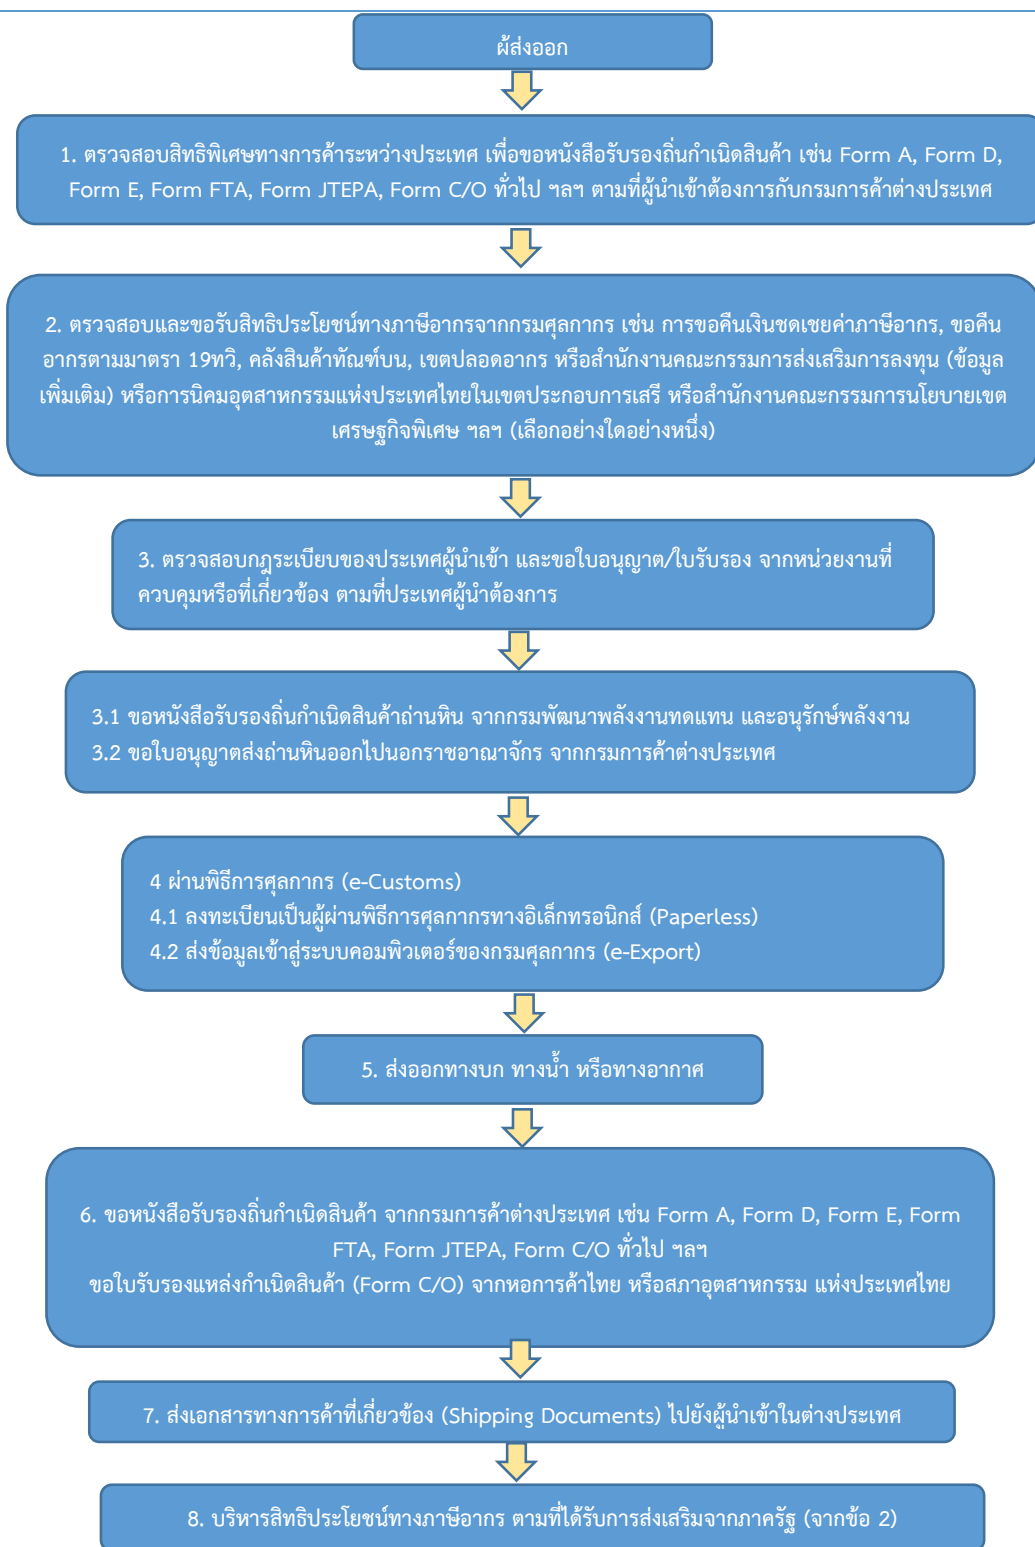 ผ้ส่งออก
1. ตรวจสอบสิทธิพิเศษทางการค้าระหว่างประเทศ เพื่อขอหนังสือรับรองถิ่นกำเนิดสินค้า เช่น Form A, Form D,
Form E, Form FTA, Form JTEPA, Form C/O ทั่วไป ฯลฯ ตามที่ผู้นำเข้าต้องการกับกรมการค้าต่างประเทศ
2. ตรวจสอบและขอรับสิทธิประโยชน์ทางภาษีอากรจากกรมศุลกากร เช่น การขอคืนเงินชดเชยค่าภาษีอากร, ขอคืน
อากรตามมาตรา 19ทวิ, คลังสินค้าทัณฑ์บน, เขตปลอดอากร หรือสำนักงานคณะกรรมการส่งเสริมการลงทุน (ข้อมูล
เพิ่มเติม) หรือการนิคมอุตสาหกรรมแห่งประเทศไทยในเขตประกอบการเสรี หรือสำนักงานคณะกรรมการนโยบายเขต
เศรษฐกิจพิเศษ ฯลฯ (เลือกอย่างใดอย่างหนึ่ง)
3. ตรวจสอบกฎระเบียบของประเทศผู้นำเข้า และขอใบอนุญาต/ใบรับรอง จากหน่วยงานที่
ควบคุมหรือที่เกี่ยวข้อง ตามที่ประเทศผู้นำต้องการ
3.1 ขอหนังสือรับรองถิ่นกำเนิดสินค้าถ่านหิน จากกรมพัฒนาพลังงานทดแทน และอนุรักษ์พลังงาน
3.2 ขอใบอนุญาตส่งถ่านหินออกไปนอกราชอาณาจักร จากกรมการค้าต่างประเทศ
4 ผ่านพิธีการศุลกากร (e-Customs)
4.1 ลงทะเบียนเป็นผู้ผ่านพิธีการศุลกากรทางอิเล็กทรอนิกส์ (Paperless)
4.2 ส่งข้อมูลเข้าสู่ระบบคอมพิวเตอร์ของกรมศุลกากร (e-Export)
5. ส่งออกทางบก ทางน้ำ หรือทางอากาศ
6. ขอหนังสือรับรองถิ่นกำเนิดสินค้า จากกรมการค้าต่างประเทศ เช่น Form A, Form D, Form E, Form
FTA, Form JTEPA, Form C/O ทั่วไป ฯลฯ
ขอใบรับรองแหล่งกำเนิดสินค้า (Form C/O) จากหอการค้าไทย หรือสภาอุตสาหกรรม แห่งประเทศไทย
7. ส่งเอกสารทางการค้าที่เกี่ยวข้อง (Shipping Documents) ไปยังผู้นำเข้าในต่างประเทศ
8. บริหารสิทธิประโยชน์ทางภาษีอากร ตามที่ได้รับการส่งเสริมจากภาครัฐ (จากข้อ 2)